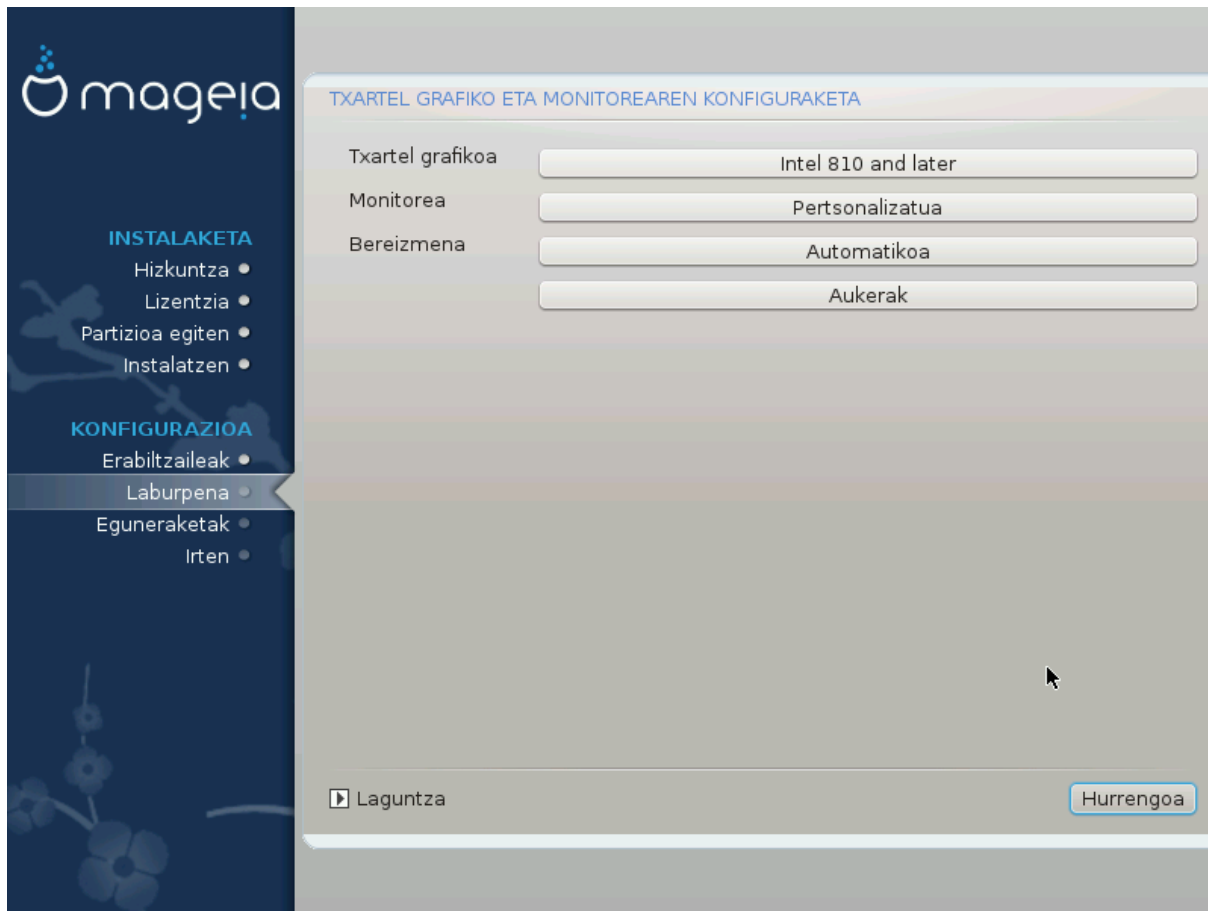 mageia
INSTALAKETA
Hizkuntza
Lizentzia
Partizioa egiten
Instalatzen
KONFIGURAZIOA
Erabiltzaileak
Laburpena
Eguneraketak
Irten
TXARTEL GRAFIKO ETA MONITOREAREN KONFIGURAKETA
Txartel grafikoa
Intel 810 and later
Monitorea
Pertsonalizatua
Bereizmena
Automatikoa
Aukerak
Laguntza
Hurrengoa